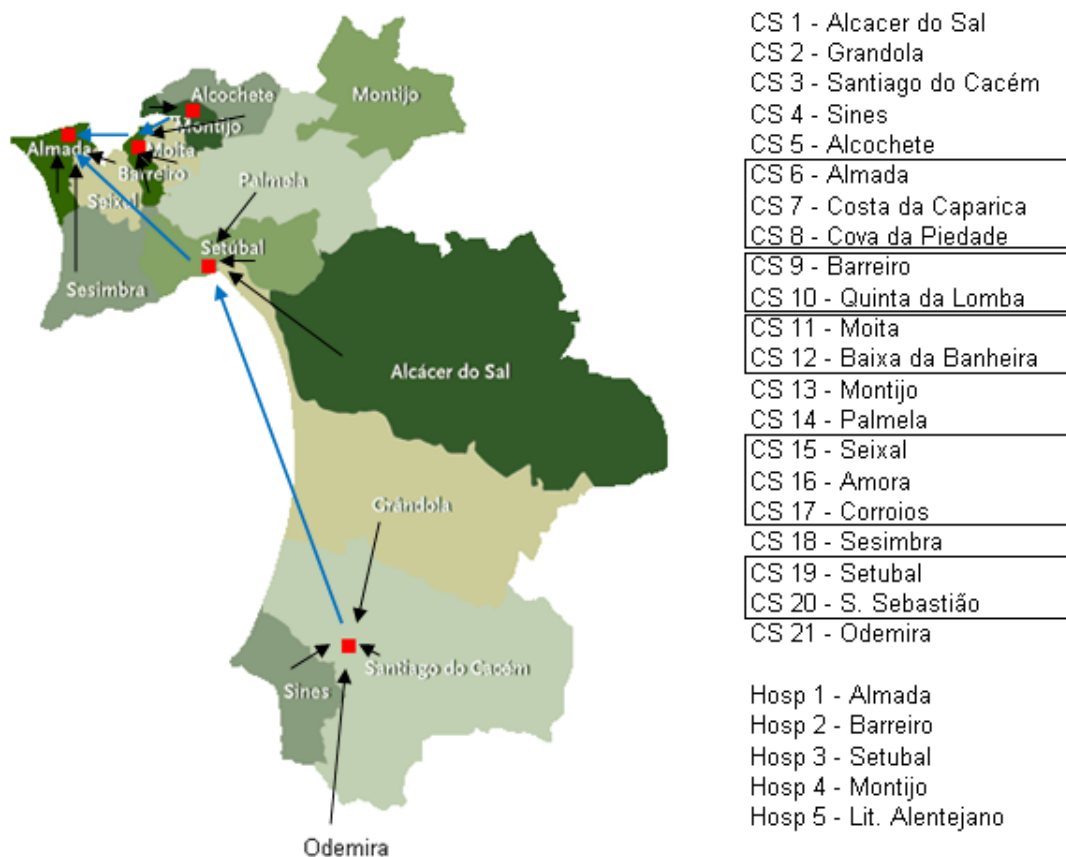 Alcochete
Montijo
Montijo
Almada
Moita
Barreiro
Palmela
Seixal
Setúbal
Sesimbra
Alcácer do Sal
Grândola
Santiago do Cacém
Sines
Odemira
CS 1 - Alcacer do Sal
CS 2 - Grandola
CS 3 - Santiago do Cacém
CS 4 - Sines
CS 5 - Alcochete
CS 6 - Almada
CS 7 - Costa da Caparica
CS 8 - Cova da Piedade
CS 9 - Barreiro
CS 10 - Quinta da Lomba
CS 11 - Moita
CS 12 - Baixa da Banheira
CS 13 - Montijo
CS 14 - Palmela
CS 15 - Seixal
CS 16 - Amora
CS 17 - Corroios
CS 18 - Sesimbra
CS 19 - Setubal
CS 20 - S. Sebastião
CS 21 - Odemira
Hosp 1 - Almada
Hosp 2 - Barreiro
Hosp 3 - Setubal
Hosp 4 - Montijo
Hosp 5 - Lit. Alentejano